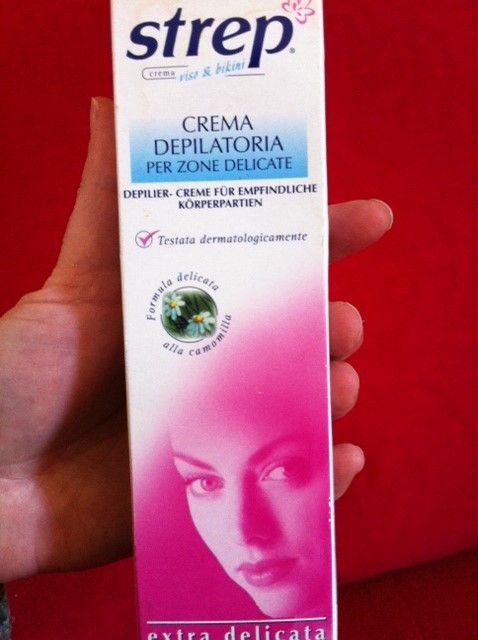 strep®
crema viso & bikini
CREMA
DEPILATORIA
PER ZONE DELICATE
DEPILIER- CREME FÜR EMPFINDLICHE
KÖRPERPARTIEN
Testata dermatologicamente
Formula delicata
alla camomilla
extra delicata